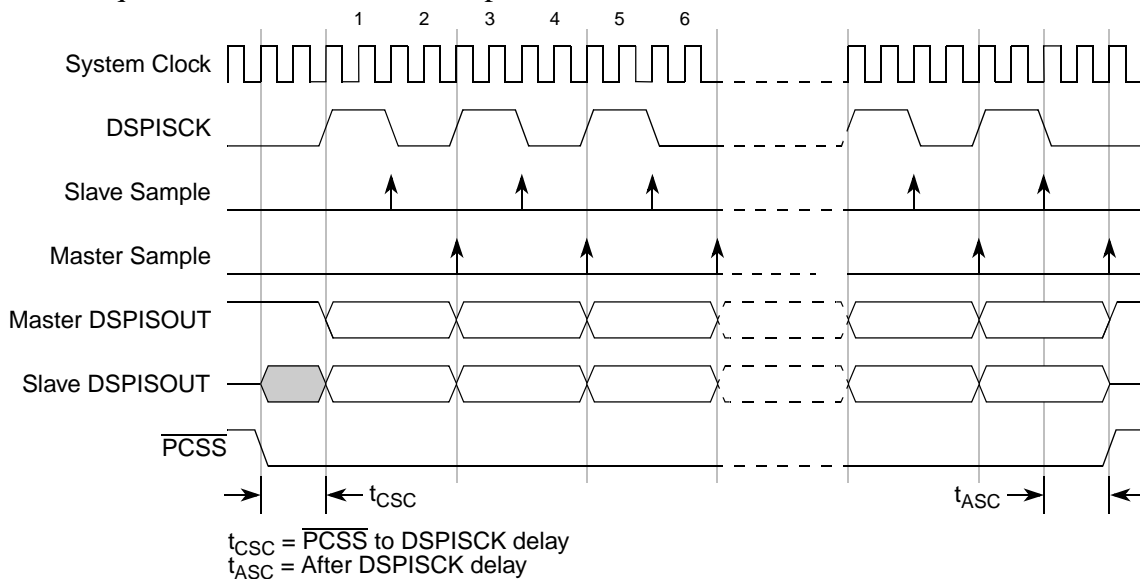 1 2 3 4 5 6
System Clock
DSPISCK
Slave Sample
Master Sample
Master DSPISOUT
Slave DSPISOUT
PCSS
tCSC
tASC
tCSC = PCSS to DSPISCK delay
tASC = After DSPISCK delay